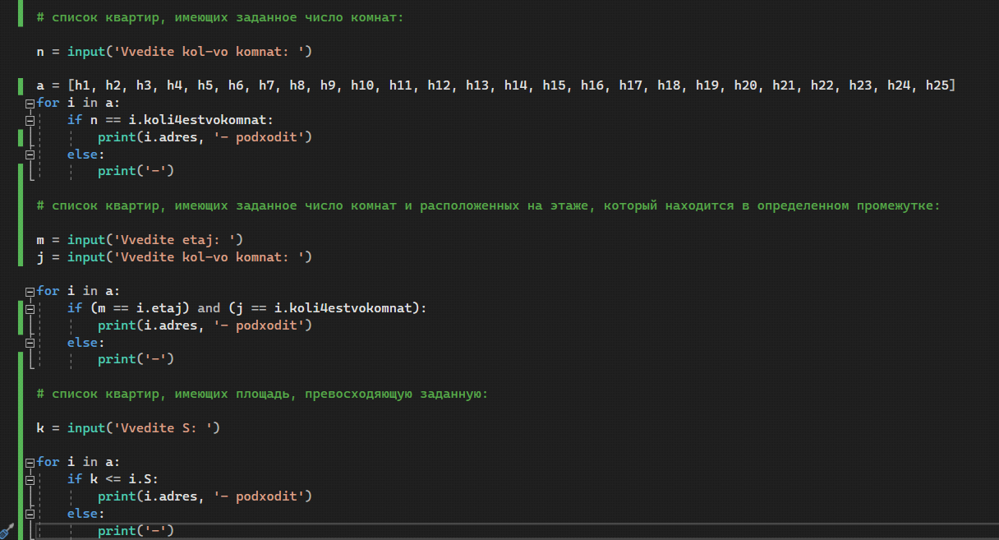 # список квартир, имеющих заданное число комнат:
n = input('Vvedite kol-vo komnat: ')
a = [h1, h2, h3, h4, h5, h6, h7, h8, h9, h10, h11, h12, h13, h14, h15, h16, h17, h18, h19, h20, h21, h22, h23, h24, h25]
for i in a:
    if n == i.koli4estvokomnat:
        print(i.adres, '- podxodit')
    else:
        print('-')
# список квартир, имеющих заданное число комнат и расположенных на этаже, который находится в определенном промежутке:
m = input('Vvedite etaj: ')
j = input('Vvedite kol-vo komnat: ')
for i in a:
    if (m == i.etaj) and (j == i.koli4estvokomnat):
        print(i.adres, '- podxodit')
    else:
        print('-')
# список квартир, имеющих площадь, превосходяющую заданную:
k = input('Vvedite S: ')
for i in a:
    if k <= i.S:
        print(i.adres, '- podxodit')
    else:
        print('-')